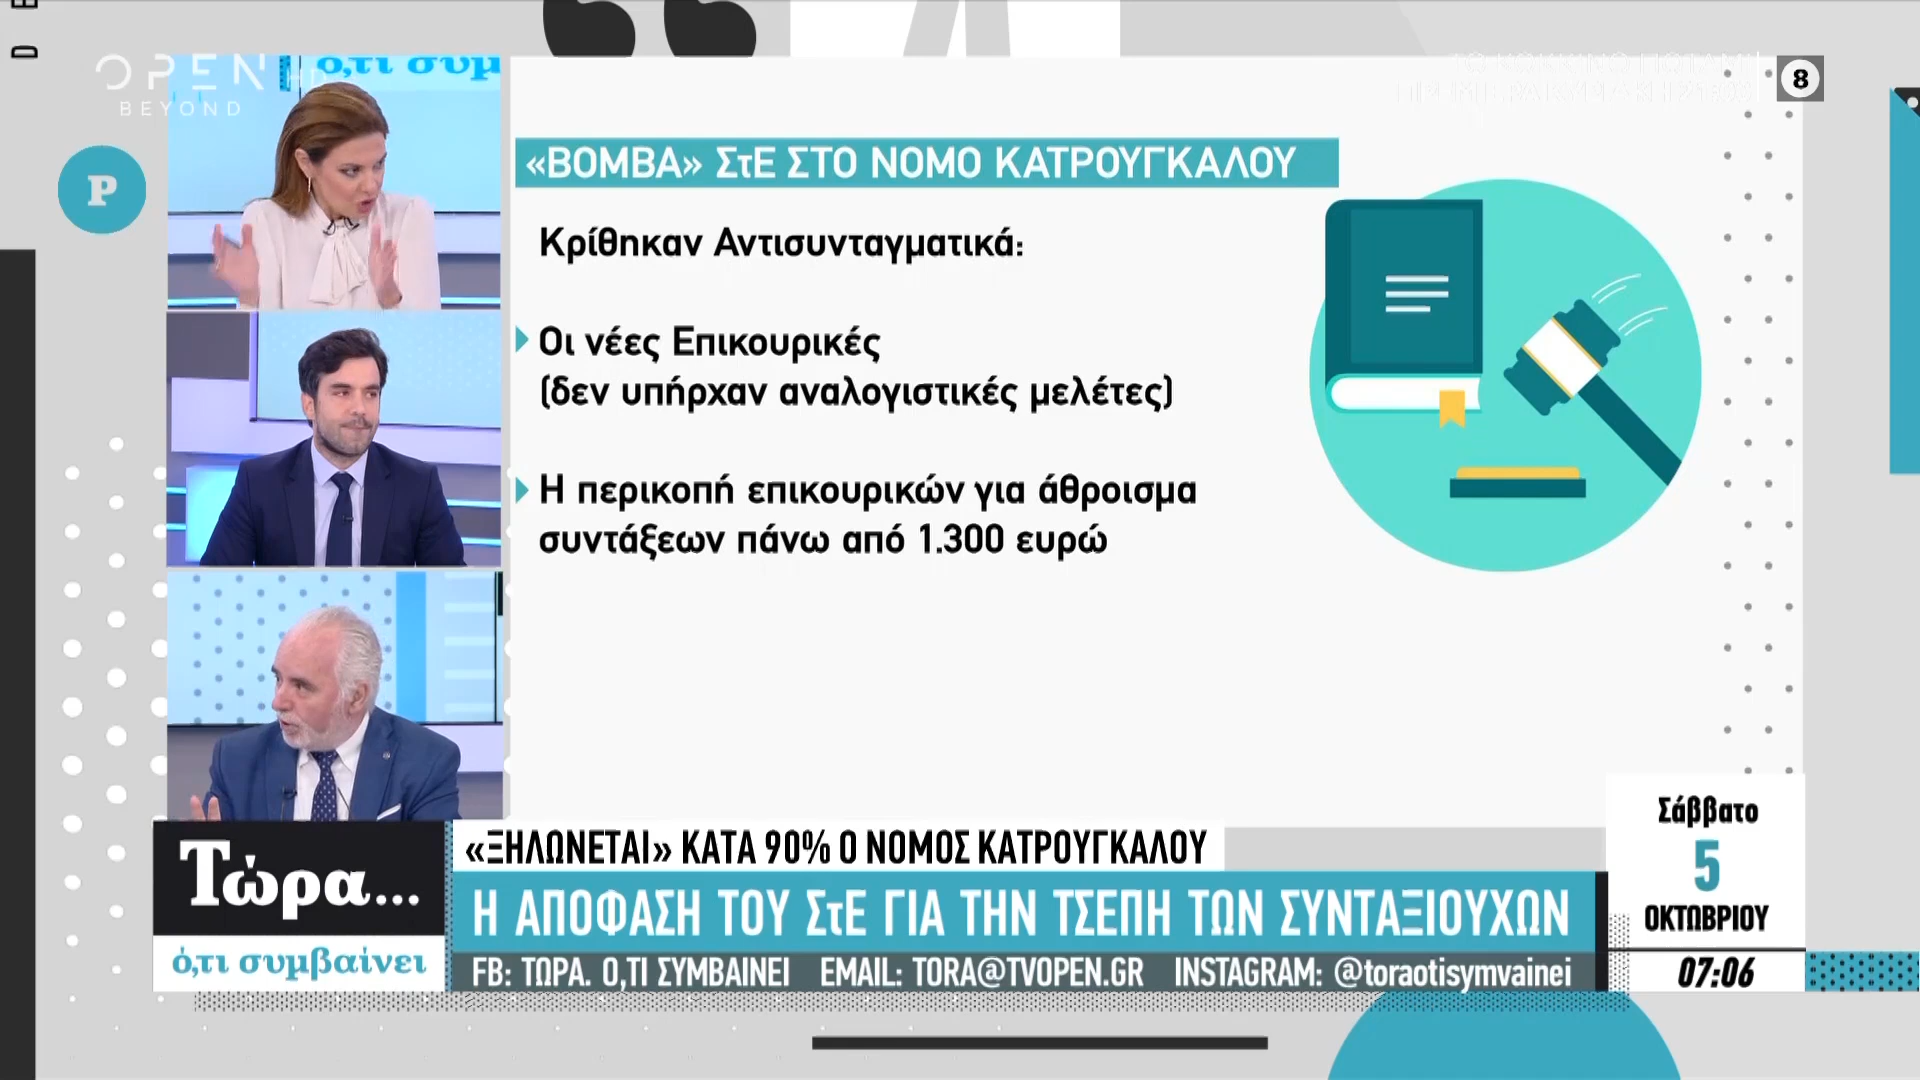 OPEN HD
BEYOND
ό,τι συμ
8
P
«ΒΟΜΒΑ» ΣτΕ ΣΤΟ ΝΟΜΟ ΚΑΤΡΟΥΓΚΑΛΟΥ
Κρίθηκαν Αντισυνταγματικά:
Οι νέες Επικουρικές
(δεν υπήρχαν αναλογιστικές μελέτες)
Η περικοπή επικουρικών για άθροισμα
συντάξεων πάνω από 1.300 ευρώ
«ΞΗΛΩΝΕΤΑΙ» ΚΑΤΑ 90% Ο ΝΟΜΟΣ ΚΑΤΡΟΥΓΚΑΛΟΥ
Η ΑΠΟΦΑΣΗ ΤΟΥ ΣτΕ ΓΙΑ ΤΗΝ ΤΣΕΠΗ ΤΩΝ ΣΥΝΤΑΞΙΟΥΧΩΝ
FB: ΤΩΡΑ. Ο,ΤΙ ΣΥΜΒΑΙΝΕΙ EMAIL: TORA@TVOPEN.GR INSTAGRAM: @toraotisymvainei
Τώρα...
ό,τι συμβαίνει
Σάββατο
5
ΟΚΤΩΒΡΙΟΥ
07:06